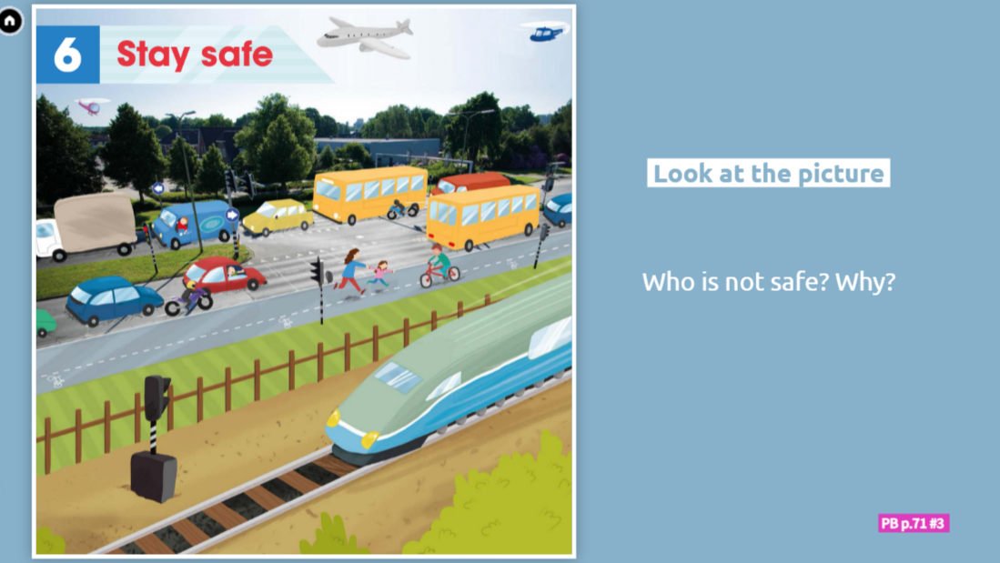 6 Stay safe
Look at the picture
Who is not safe? Why?
PB p.71 #3